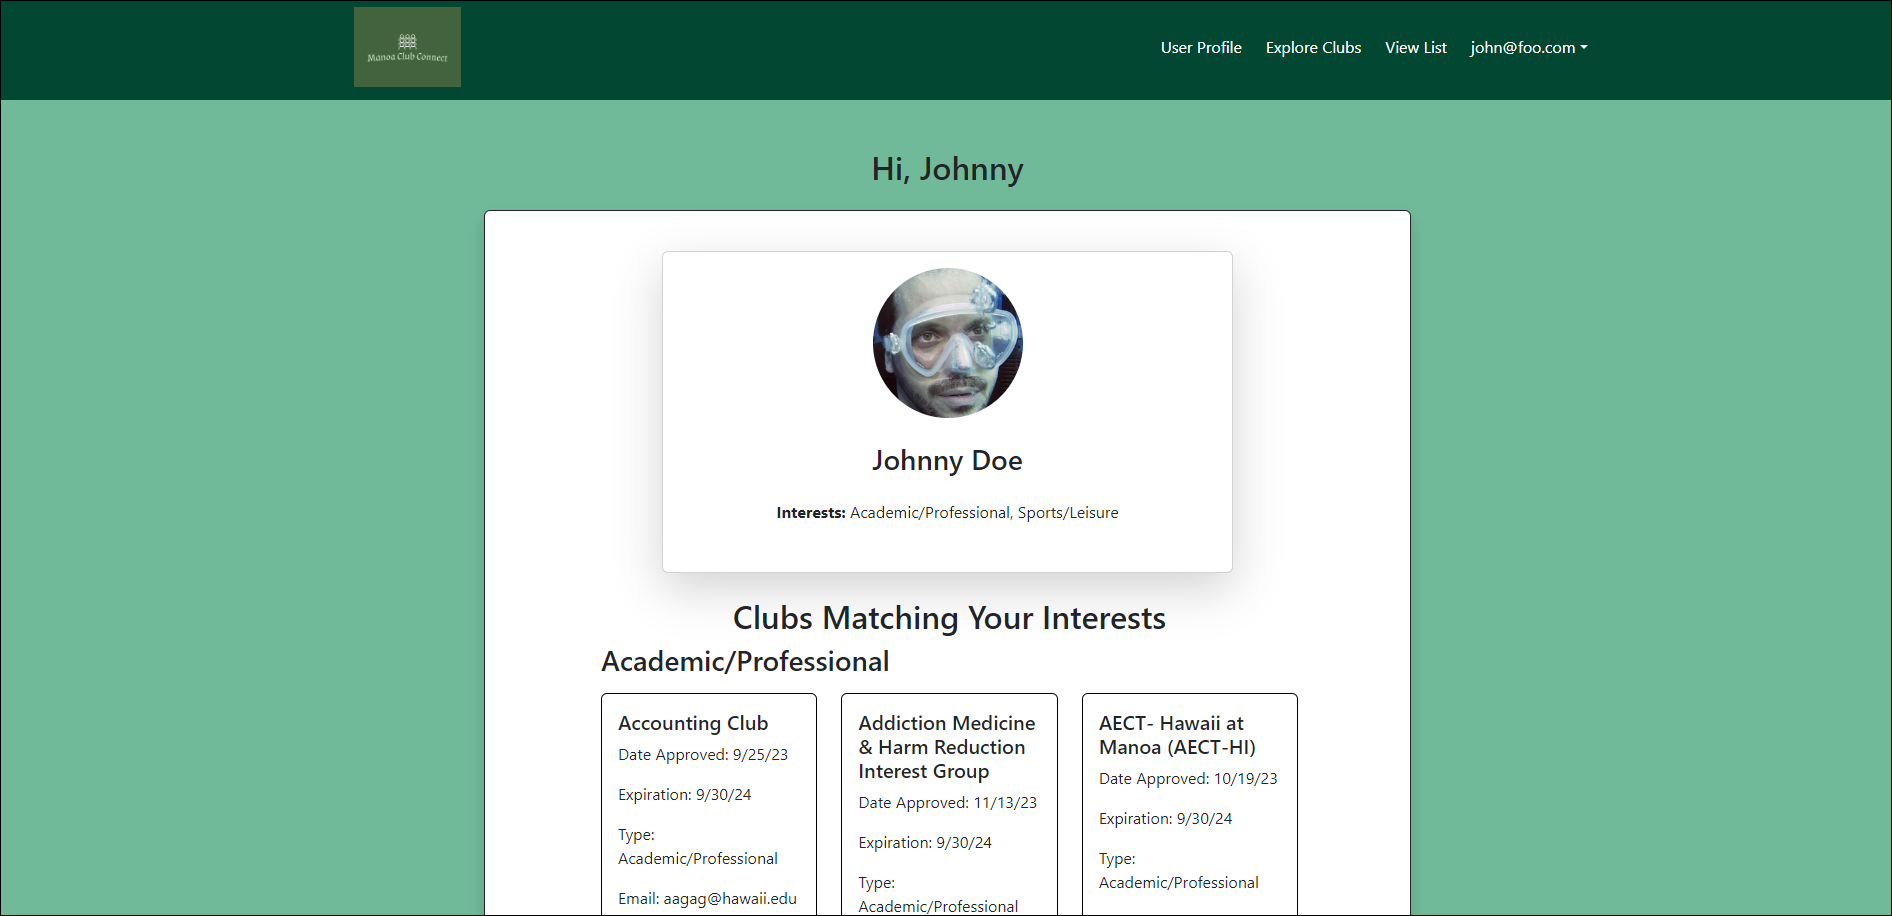 Manoa Club Connect
User Profile
Explore Clubs
View List
john@foo.com
Hi, Johnny
Johnny Doe
Interests: Academic/Professional, Sports/Leisure
Clubs Matching Your Interests
Academic/Professional
Accounting Club
Date Approved: 9/25/23
Expiration: 9/30/24
Type:
Academic/Professional
Email: aagag@hawaii.edu
Addiction Medicine
& Harm Reduction
Interest Group
Date Approved: 11/13/23
Expiration: 9/30/24
Type:
Academic/Professional
AECT- Hawaii at
Manoa (AECT-HI)
Date Approved: 10/19/23
Expiration: 9/30/24
Type:
Academic/Professional